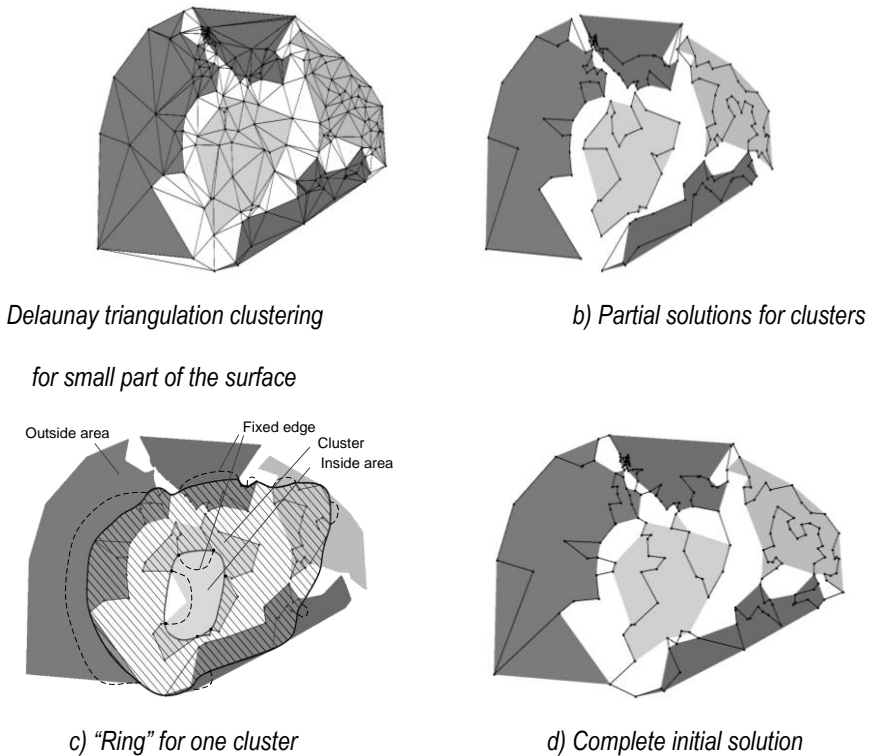 Delaunay triangulation clustering
b) Partial solutions for clusters
for small part of the surface
Outside area
Fixed edge
Cluster
Inside area
c) “Ring” for one cluster
d) Complete initial solution